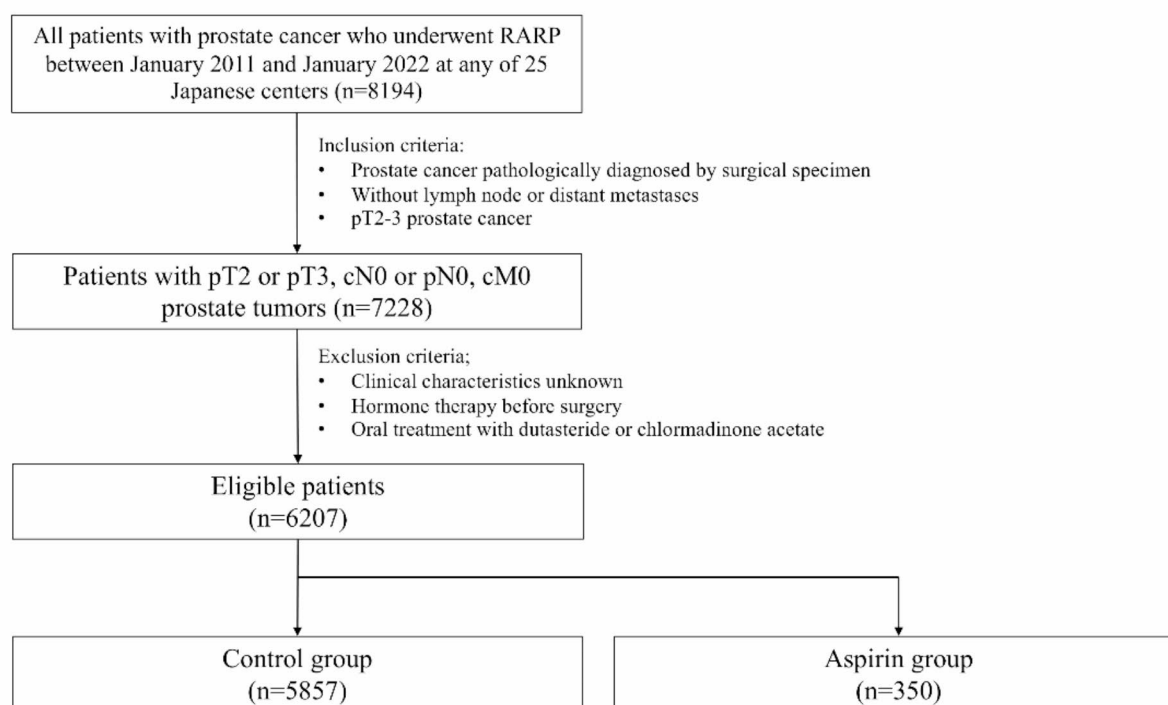 All patients with prostate cancer who underwent RARP
between January 2011 and January 2022 at any of 25
Japanese centers (n=8194)
Inclusion criteria:
• Prostate cancer pathologically diagnosed by surgical specimen
• Without lymph node or distant metastases
• pT2-3 prostate cancer
Patients with pT2 or pT3, cN0 or pN0, cM0
prostate tumors (n=7228)
Exclusion criteria;
• Clinical characteristics unknown
• Hormone therapy before surgery
• Oral treatment with dutasteride or chlormadinone acetate
Eligible patients
(n=6207)
Control group
(n=5857)
Aspirin group
(n=350)